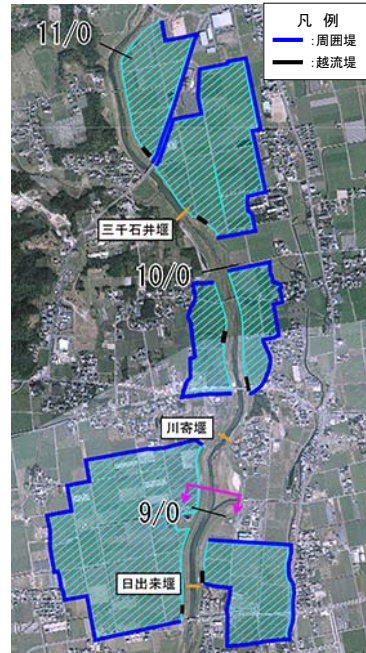 凡 例
:周囲堤
:越流堤
11/0
三千石井堰
10/0
川寄堰
9/0
日出来堰